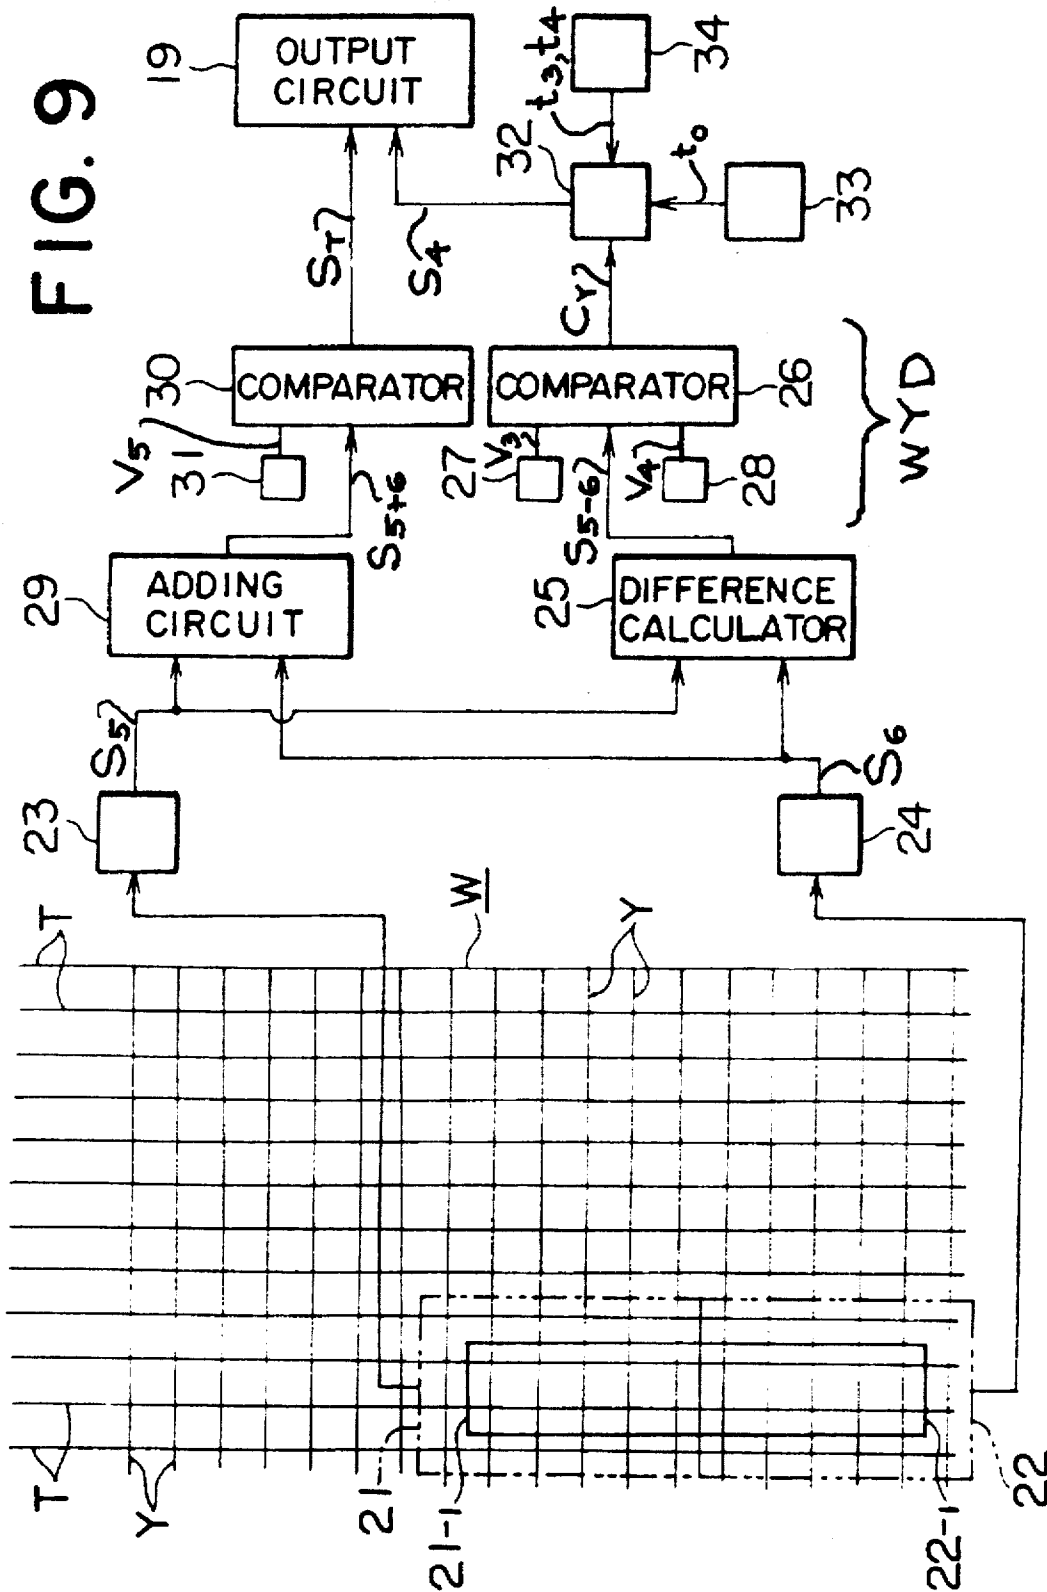 FIG. 9
19
OUTPUT
CIRCUIT
34
t3, t4
32
t0
33
ST
S4
CY
30
COMPARATOR
V5
31
S5+6
COMPARATOR
26
27
V3
V4
28
S5-6
WYD
29
ADDING
CIRCUIT
25
DIFFERENCE
CALCULATOR
S5
23
S6
24
T
W
Y
T
Y
21
21-1
22-1
22